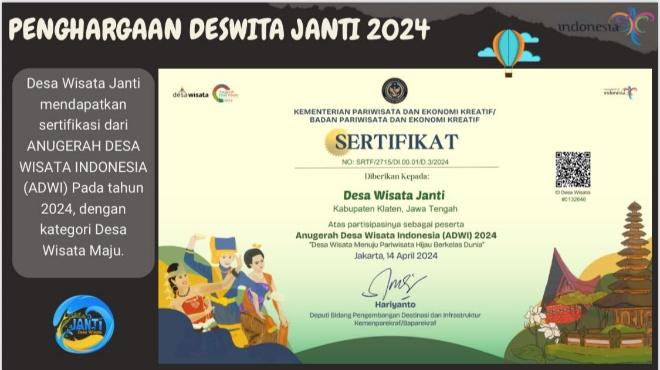 PENGHARGAAN DESWITA JANTI 2024
indonesia
Desa Wisata Janti
mendapatkan
sertifikasi dari
ANUGERAH DESA
WISATA INDONESIA
(ADWI) Pada tahun
2024, dengan
kategori Desa
Wisata Maju.
JANTI
Desa Wisata
desawisata
indonesia
KEMENTERIAN PARIWISATA DAN EKONOMI KREATIF/
BADAN PARIWISATA DAN EKONOMI KREATIF
SERTIFIKAT
NO: SRTF/2715/DI.00.01/D.3/2024
Diberikan Kepada:
Desa Wisata Janti
Kabupaten Klaten, Jawa Tengah
Atas partisipasinya sebagai peserta
Anugerah Desa Wisata Indonesia (ADWI) 2024
"Desa Wisata Menuju Pariwisata Hijau Berkelas Dunia"
Jakarta, 14 April 2024
Hariyanto
Deputi Bidang Pengembangan Destinasi dan Infrastruktur
Kemenparekraf/Baparekraf
ID Desa Wisata
#C132646